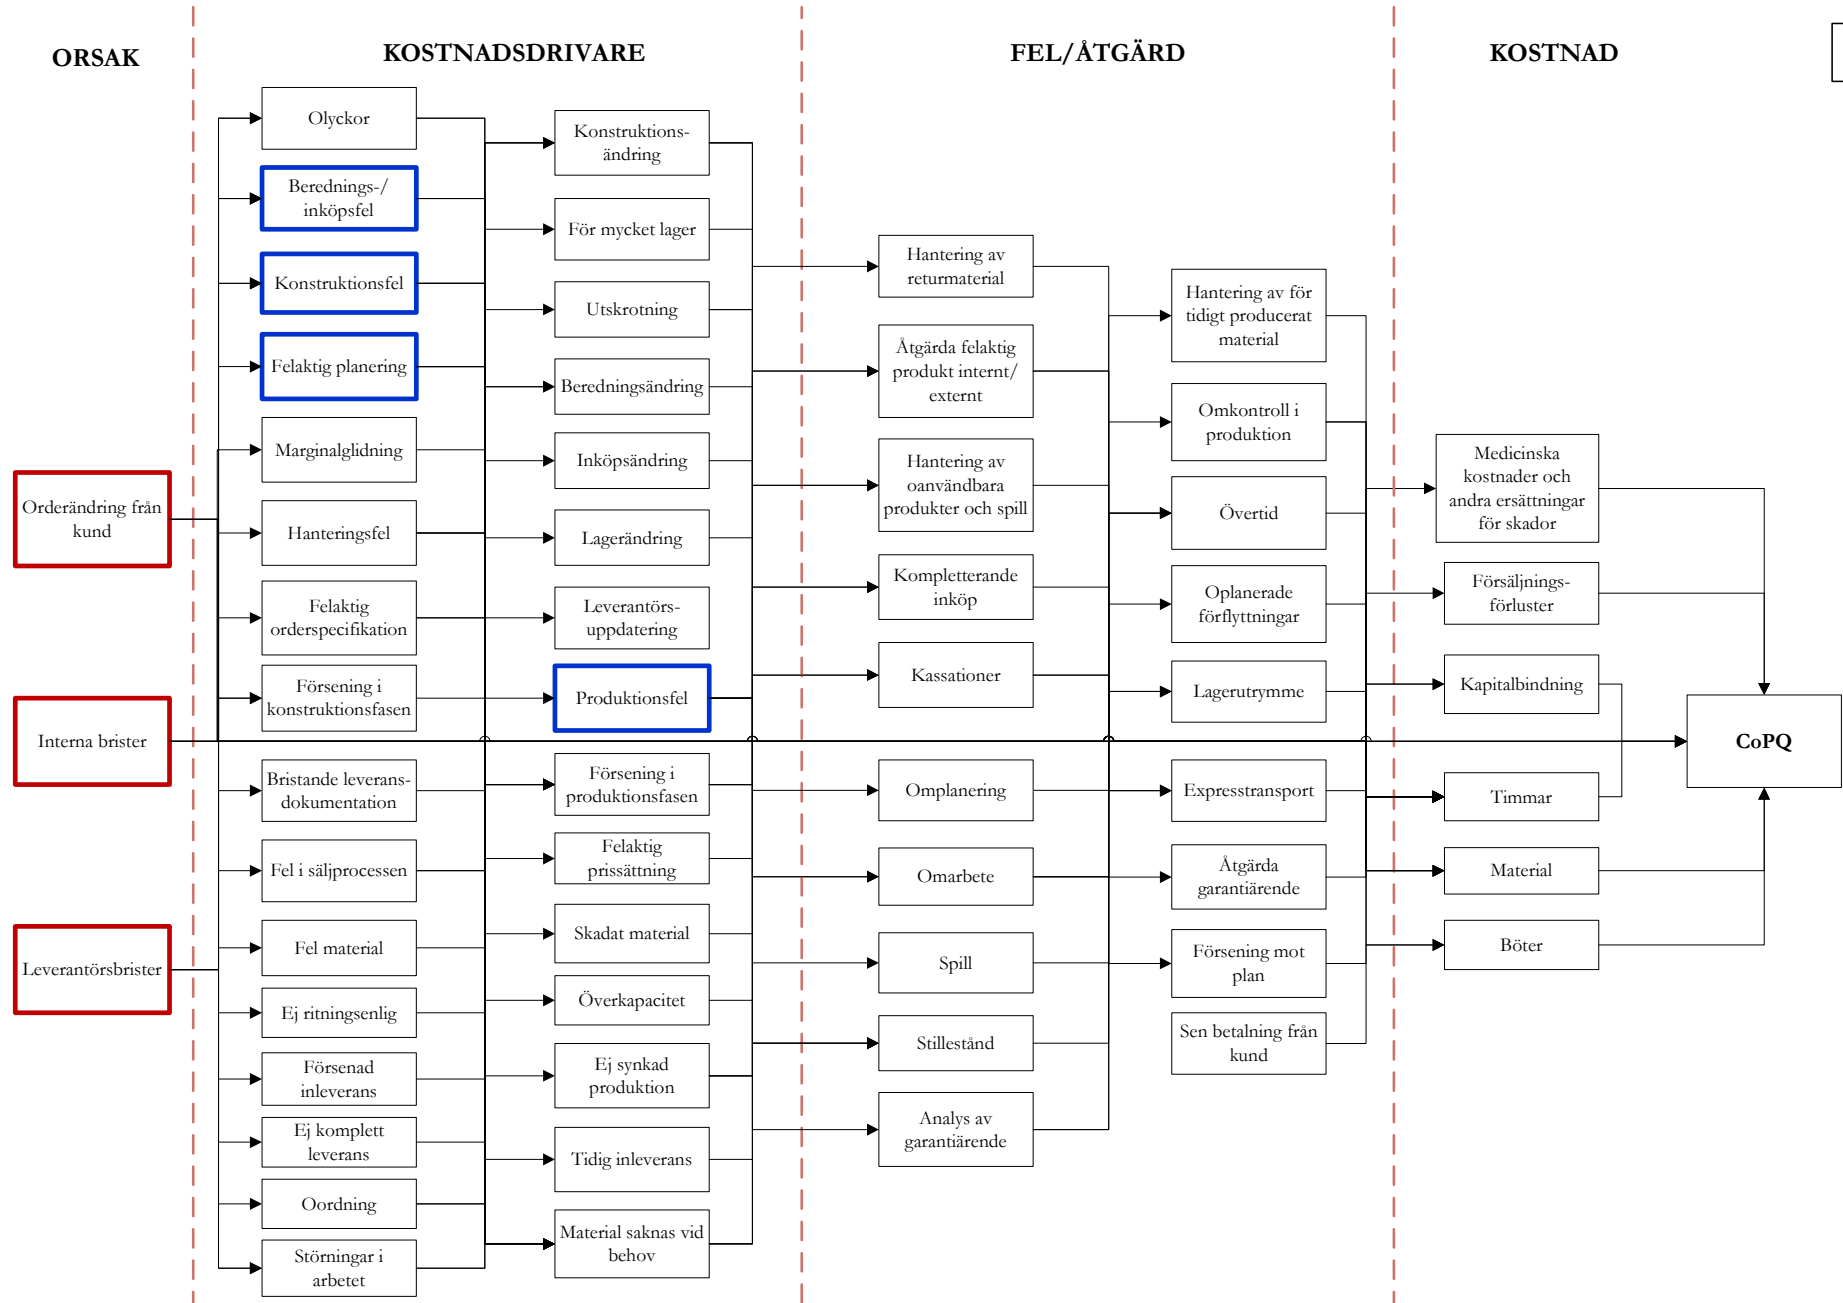 ORSAK
KOSTNADSDRIVARE
FEL/ÅTGÄRD
KOSTNAD
Orderändring från
kund
Interna brister
Leverantörsbrister
Olyckor
Berednings-/
inköpsfel
Konstruktionsfel
Felaktig planering
Marginalglidning
Hanteringsfel
Felaktig
orderspecifikation
Försening i
konstruktionsfasen
Bristande leverans-
dokumentation
Fel i säljprocessen
Fel material
Ej ritningsenlig
Försenad
inleverans
Ej komplett
leverans
Oordning
Störningar i
arbetet
Konstruktions-
ändring
För mycket lager
Utskrotning
Beredningsändring
Inköpsändring
Lagerändring
Leverantörs-
uppdatering
Produktionsfel
Försening i
produktionsfasen
Felaktig
prissättning
Skadat material
Överkapacitet
Ej synkad
produktion
Tidig inleverans
Material saknas vid
behov
Hantering av
returmaterial
Åtgärda felaktig
produkt internt/
externt
Hantering av
oanvändbara
produkter och spill
Kompletterande
inköp
Kassationer
Omplanering
Omarbete
Spill
Stillestånd
Analys av
garantiärende
Hantering av för
tidigt producerat
material
Omkontroll i
produktion
Övertid
Oplanerade
förflyttningar
Lagerutrymme
Expresstransport
Åtgärda
garantiärende
Försening mot
plan
Sen betalning från
kund
Medicinska
kostnader och
andra ersättningar
för skador
Försäljnings-
förluster
Kapitalbindning
Timmar
Material
Böter
CoPQ